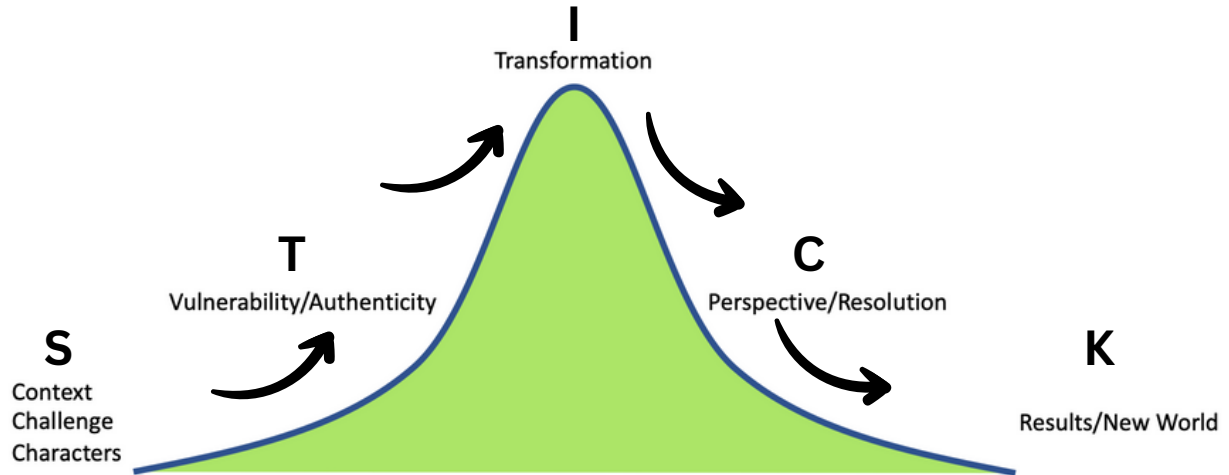 S
Context
Challenge
Characters
T
Vulnerability/Authenticity
I
Transformation
C
Perspective/Resolution
K
Results/New World